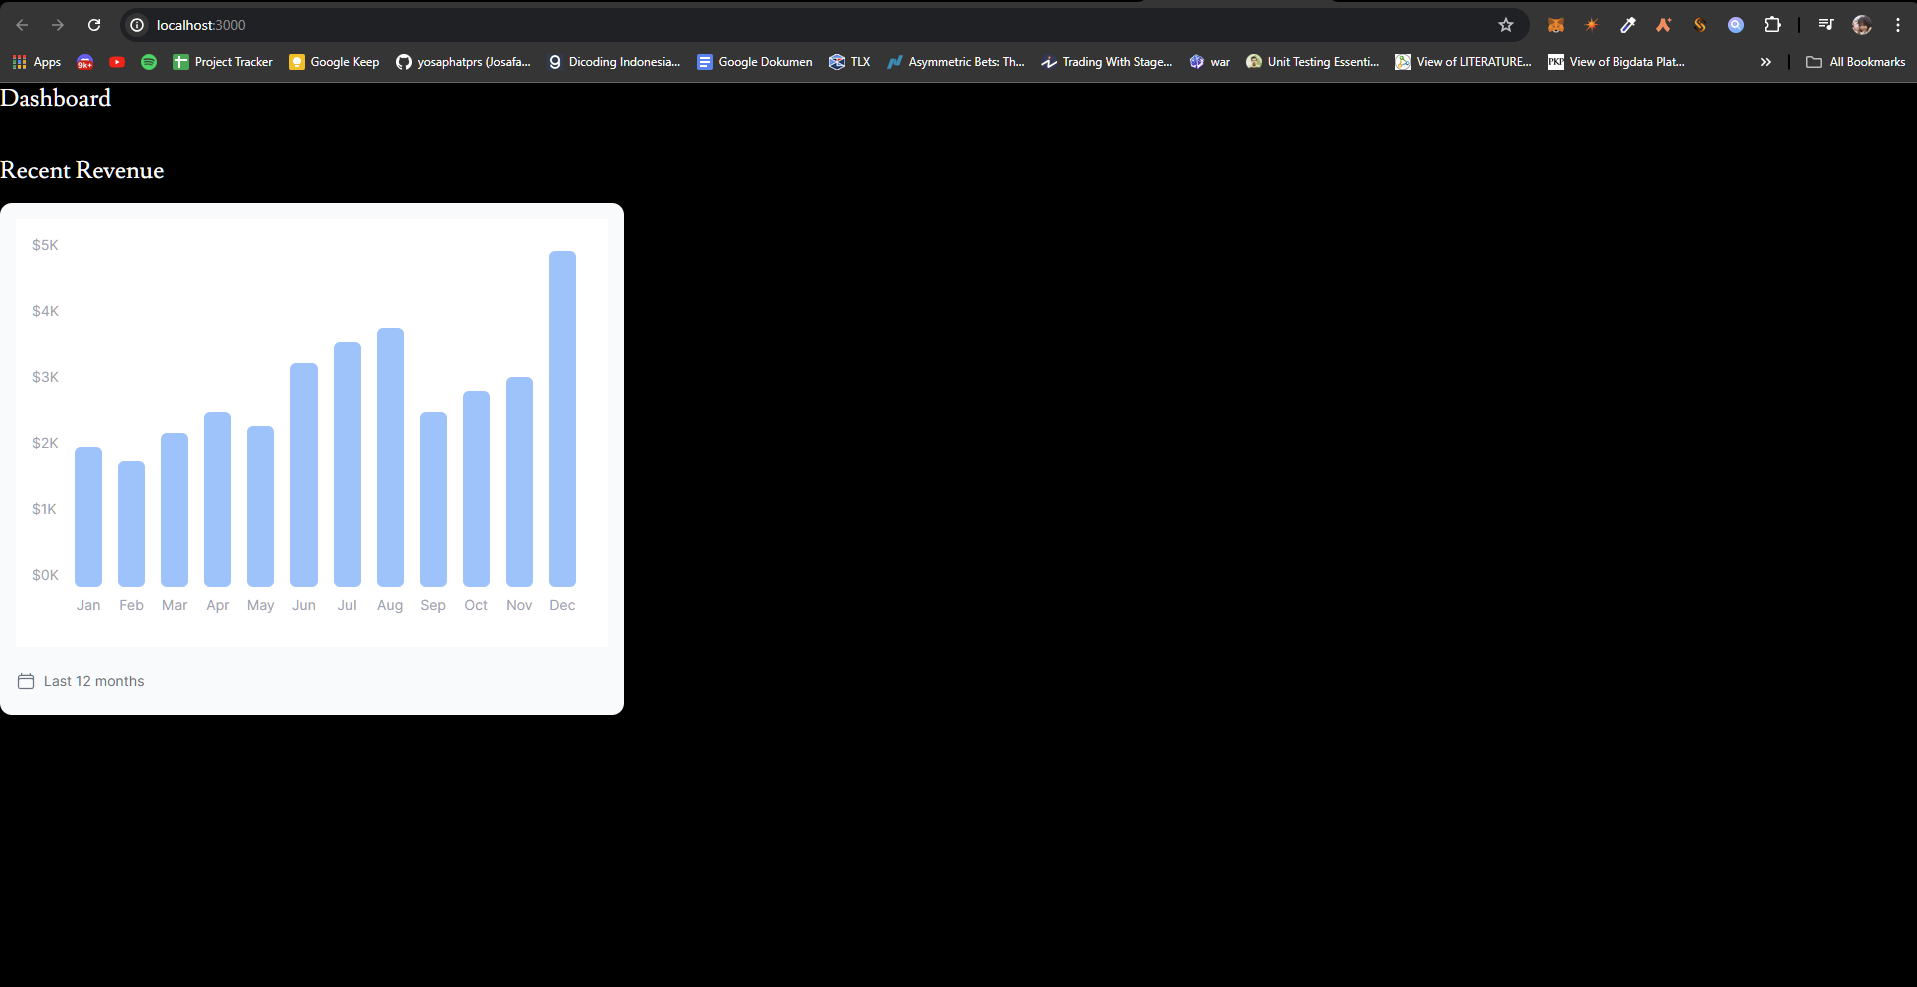 localhost:3000
Apps 9k+ Project Tracker Google Keep yosaphatprs (Josafa... Dicoding Indonesia... Google Dokumen TLX Asymmetric Bets: Th... Trading With Stage... war Unit Testing Essenti... View of LITERATURE... PKP View of Bigdata Plat... All Bookmarks
Dashboard
Recent Revenue
$5K
$4K
$3K
$2K
$1K
$0K
Jan Feb Mar Apr May Jun Jul Aug Sep Oct Nov Dec
Last 12 months